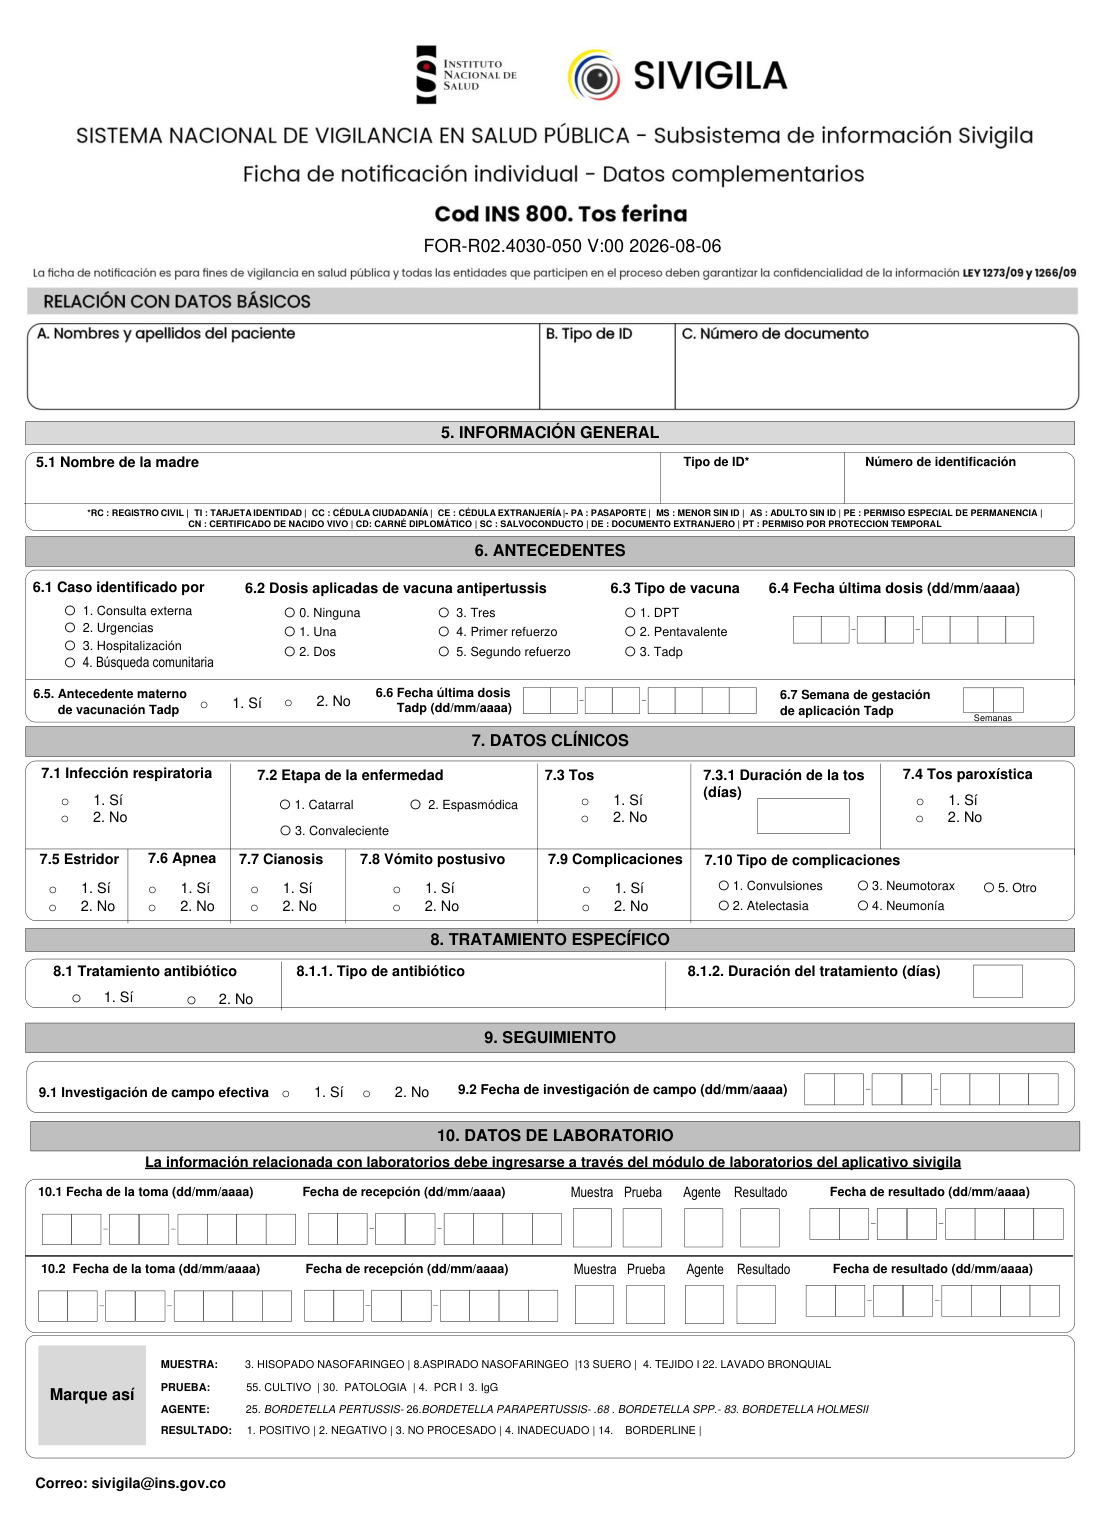 INSTITUTO
NACIONAL DE
SALUD
SIVIGILA
SISTEMA NACIONAL DE VIGILANCIA EN SALUD PÚBLICA - Subsistema de información Sivigila
Ficha de notificación individual - Datos complementarios
Cod INS 800. Tos ferina
FOR-R02.4030-050 V:00 2026-08-06
La ficha de notificación es para fines de vigilancia en salud pública y todas las entidades que participen en el proceso deben garantizar la confidencialidad de la información LEY 1273/09 y 1266/09
RELACIÓN CON DATOS BÁSICOS
A. Nombres y apellidos del paciente B. Tipo de ID C. Número de documento
5. INFORMACIÓN GENERAL
5.1 Nombre de la madre Tipo de ID* Número de identificación
*RC : REGISTRO CIVIL | TI : TARJETA IDENTIDAD | CC : CÉDULA CIUDADANÍA | CE : CÉDULA EXTRANJERÍA |- PA : PASAPORTE | MS : MENOR SIN ID | AS : ADULTO SIN ID | PE : PERMISO ESPECIAL DE PERMANENCIA |
CN : CERTIFICADO DE NACIDO VIVO | CD: CARNÉ DIPLOMÁTICO | SC : SALVOCONDUCTO | DE : DOCUMENTO EXTRANJERO | PT : PERMISO POR PROTECCION TEMPORAL
6. ANTECEDENTES
6.1 Caso identificado por 6.2 Dosis aplicadas de vacuna antipertussis 6.3 Tipo de vacuna 6.4 Fecha última dosis (dd/mm/aaaa)
1. Consulta externa 0. Ninguna 3. Tres 1. DPT
2. Urgencias 1. Una 4. Primer refuerzo 2. Pentavalente
3. Hospitalización 2. Dos 5. Segundo refuerzo 3. Tadp
4. Búsqueda comunitaria
6.5. Antecedente materno 1. Sí 2. No 6.6 Fecha última dosis 6.7 Semana de gestación
de vacunación Tadp Tadp (dd/mm/aaaa) de aplicación Tadp
Semanas
7. DATOS CLÍNICOS
7.1 Infección respiratoria 7.2 Etapa de la enfermedad 7.3 Tos 7.3.1 Duración de la tos 7.4 Tos paroxística
(días)
1. Sí 1. Catarral 2. Espasmódica 1. Sí 1. Sí
2. No 3. Convaleciente 2. No 2. No
7.5 Estridor 7.6 Apnea 7.7 Cianosis 7.8 Vómito postusivo 7.9 Complicaciones 7.10 Tipo de complicaciones
1. Sí 1. Sí 1. Sí 1. Sí 1. Sí 1. Convulsiones 3. Neumotorax 5. Otro
2. No 2. No 2. No 2. No 2. No 2. Atelectasia 4. Neumonía
8. TRATAMIENTO ESPECÍFICO
8.1 Tratamiento antibiótico 8.1.1. Tipo de antibiótico 8.1.2. Duración del tratamiento (días)
1. Sí 2. No
9. SEGUIMIENTO
9.1 Investigación de campo efectiva 1. Sí 2. No 9.2 Fecha de investigación de campo (dd/mm/aaaa)
10. DATOS DE LABORATORIO
La información relacionada con laboratorios debe ingresarse a través del módulo de laboratorios del aplicativo sivigila
10.1 Fecha de la toma (dd/mm/aaaa) Fecha de recepción (dd/mm/aaaa) Muestra Prueba Agente Resultado Fecha de resultado (dd/mm/aaaa)
10.2 Fecha de la toma (dd/mm/aaaa) Fecha de recepción (dd/mm/aaaa) Muestra Prueba Agente Resultado Fecha de resultado (dd/mm/aaaa)
Marque así
MUESTRA: 3. HISOPADO NASOFARINGEO | 8.ASPIRADO NASOFARINGEO |13 SUERO | 4. TEJIDO I 22. LAVADO BRONQUIAL
PRUEBA: 55. CULTIVO | 30. PATOLOGIA | 4. PCR I 3. IgG
AGENTE: 25. BORDETELLA PERTUSSIS- 26.BORDETELLA PARAPERTUSSIS- .68 . BORDETELLA SPP.- 83. BORDETELLA HOLMESII
RESULTADO: 1. POSITIVO | 2. NEGATIVO | 3. NO PROCESADO | 4. INADECUADO | 14. BORDERLINE |
Correo: sivigila@ins.gov.co